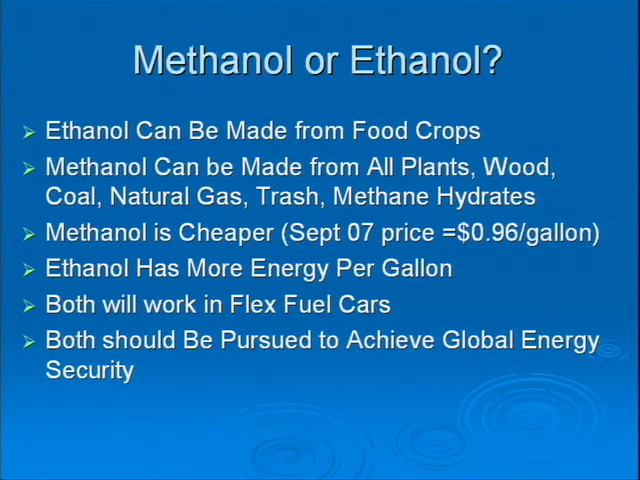 Methanol or Ethanol?
Ethanol Can Be Made from Food Crops
Methanol Can be Made from All Plants, Wood,
Coal, Natural Gas, Trash, Methane Hydrates
Methanol is Cheaper (Sept 07 price =$0.96/gallon)
Ethanol Has More Energy Per Gallon
Both will work in Flex Fuel Cars
Both should Be Pursued to Achieve Global Energy
Security